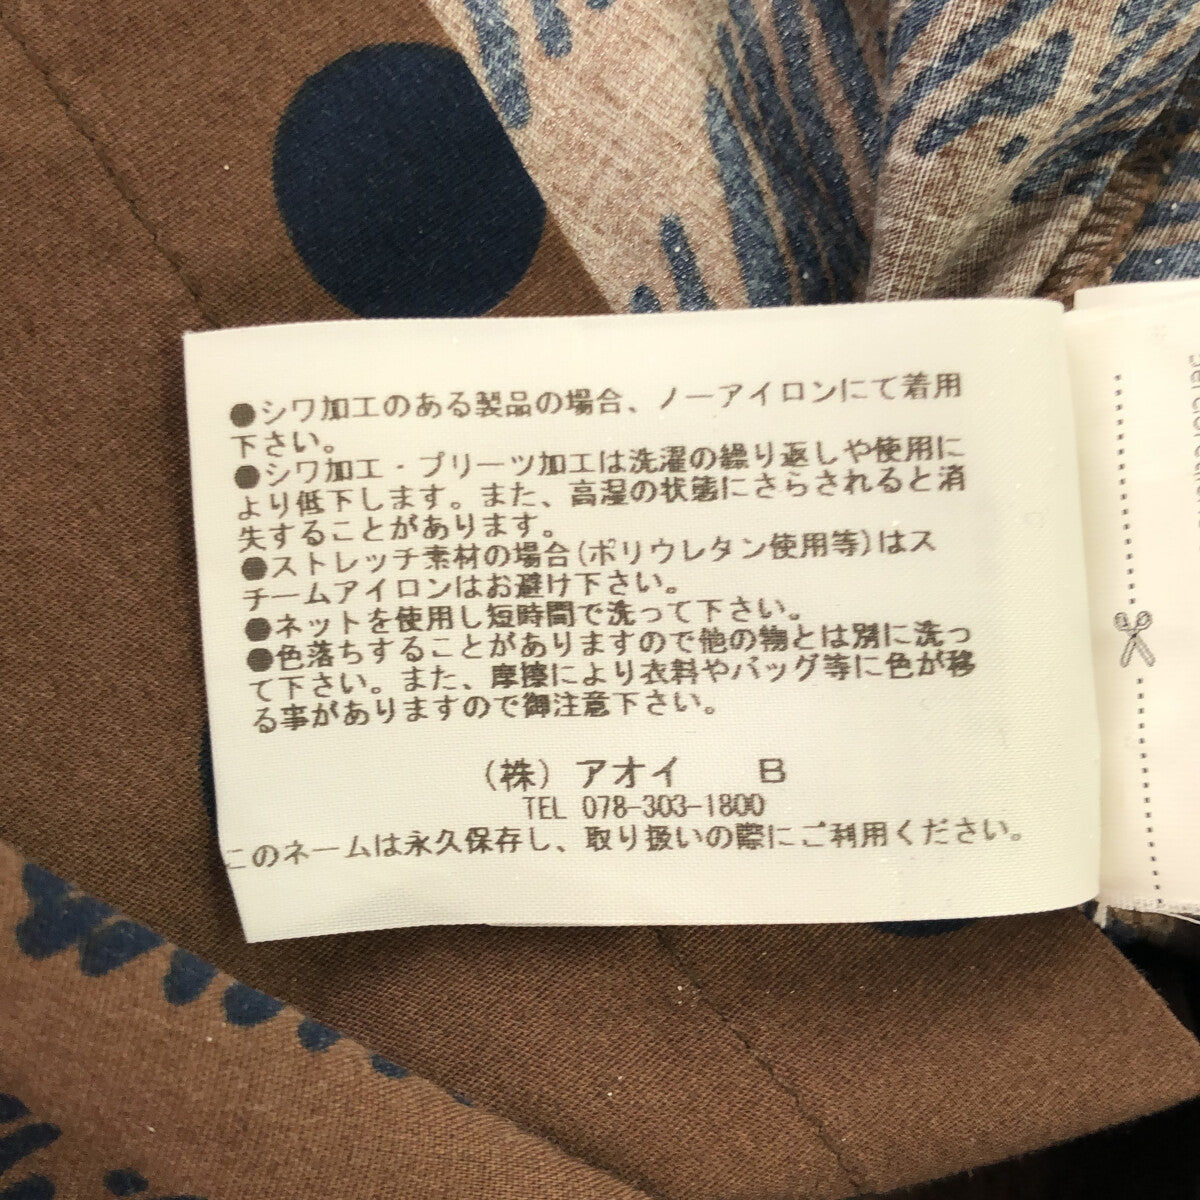 ●シワ加工のある製品の場合、ノーアイロンにて着用
下さい。
●シワ加工・プリーツ加工は洗濯の繰り返しや使用に
より低下します。また、高湿の状態にさらされると消
失することがあります。
●ストレッチ素材の場合(ポリウレタン使用等)はス
チームアイロンはお避け下さい。
●ネットを使用し短時間で洗って下さい。
●色落ちすることがありますので他の物とは別に洗っ
て下さい。また、摩擦により衣料やバッグ等に色が移
る事がありますので御注意下さい。
(株) アオイ B
TEL 078-303-1800
このネームは永久保存し、取り扱いの際にご利用ください。